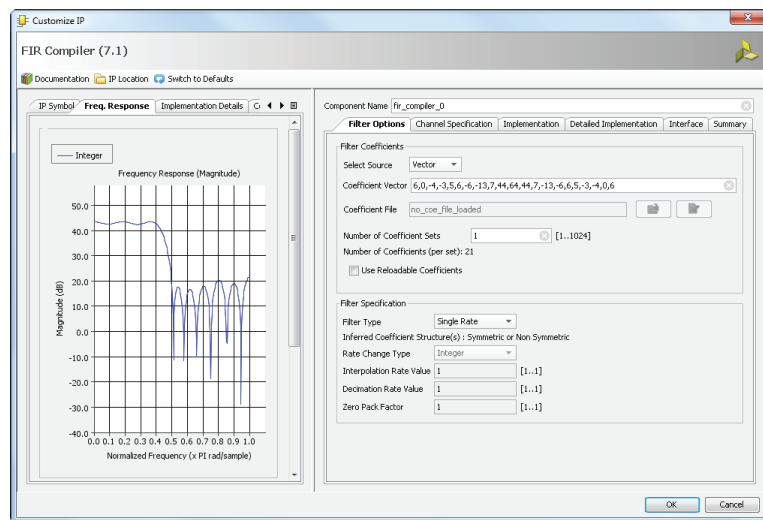 Customize IP
FIR Compiler (7.1)
Documentation IP Location Switch to Defaults
IP Symbol Freq. Response Implementation Details
Integer
Frequency Response (Magnitude)
Magnitude (dB)
50.0
40.0
30.0
20.0
10.0
0.0
-10.0
-20.0
-30.0
-40.0
0.0 0.1 0.2 0.3 0.4 0.5 0.6 0.7 0.8 0.9 1.0
Normalized Frequency (x PI rad/sample)
Component Name fir_compiler_0
Filter Options Channel Specification Implementation Detailed Implementation Interface Summary
Filter Coefficients
Select Source Vector
Coefficient Vector 6,0,-4,-3,5,6,-6,-13,7,44,64,44,7,-13,-6,6,5,-3,-4,0,6
Coefficient File no_coe_file_loaded
Number of Coefficient Sets 1 [1..1024]
Number of Coefficients (per set): 21
Use Reloadable Coefficients
Filter Specification
Filter Type Single Rate
Inferred Coefficient Structure(s) : Symmetric or Non Symmetric
Rate Change Type Integer
Interpolation Rate Value 1 [1..1]
Decimation Rate Value 1 [1..1]
Zero Pack Factor 1 [1..1]
OK Cancel